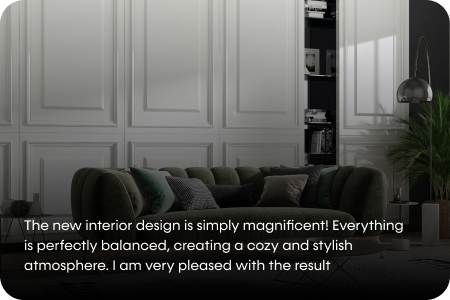 The new interior design is simply magnificent! Everything
is perfectly balanced, creating a cozy and stylish
atmosphere. I am very pleased with the result